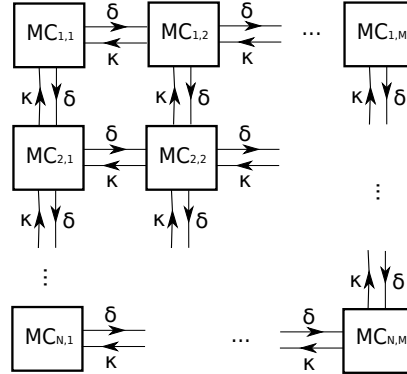 MC1,1 δ κ MC1,2 δ κ ... MC1,M
κ δ κ δ κ δ
MC2,1 δ κ MC2,2 δ κ
κ δ κ δ ⋮
⋮ κ δ
MCN,1 δ κ ... δ κ MCN,M